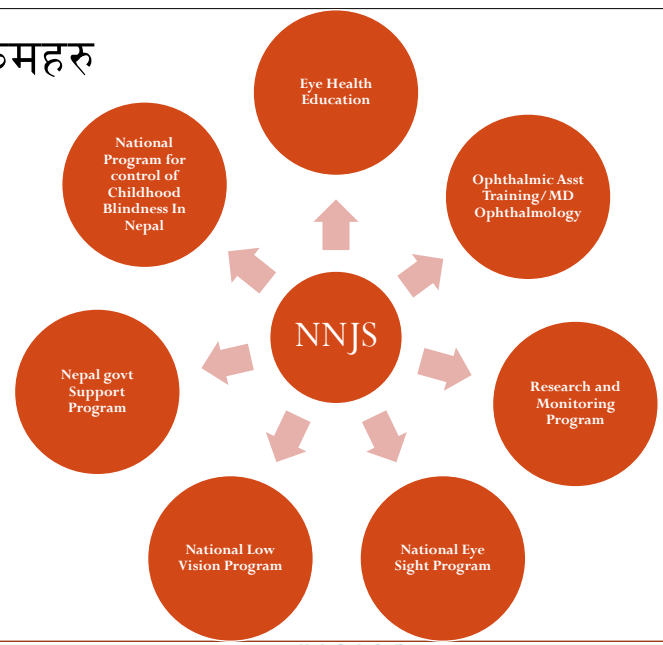 Eye Health
Education
National
Program for
control of
Childhood
Blindness In
Nepal
Ophthalmic Asst
Training/MD
Ophthalmology
NNJS
Nepal govt
Support
Program
Research and
Monitoring
Program
National Low
Vision Program
National Eye
Sight Program